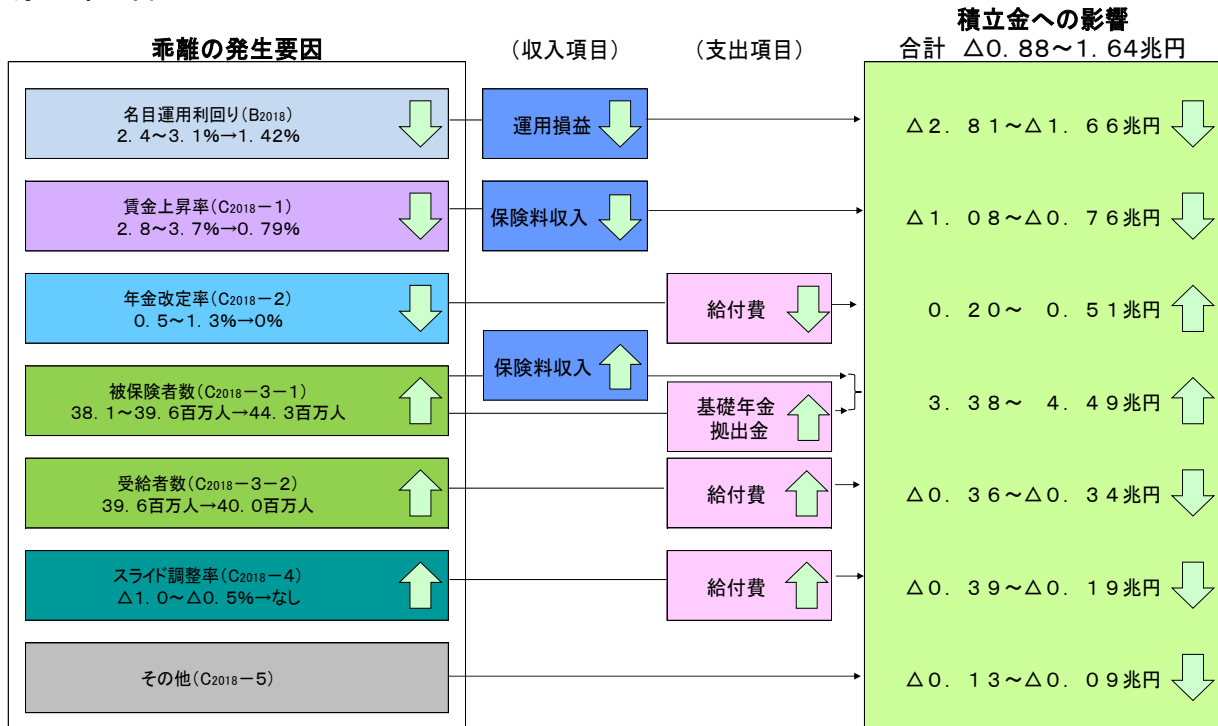 積立金への影響
乖離の発生要因
(収入項目)
(支出項目)
合計 △0.88~1.64兆円
名目運用利回り(B2018)
2.4~3.1%→1.42%
運用損益
△2.81~△1.66兆円
賃金上昇率(C2018-1)
2.8~3.7%→0.79%
保険料収入
△1.08~△0.76兆円
年金改定率(C2018-2)
0.5~1.3%→0%
給付費
0.20~ 0.51兆円
保険料収入
被保険者数(C2018-3-1)
38.1~39.6百万人→44.3百万人
基礎年金
拠出金
3.38~ 4.49兆円
受給者数(C2018-3-2)
39.6百万人→40.0百万人
給付費
△0.36~△0.34兆円
スライド調整率(C2018-4)
△1.0~△0.5%→なし
給付費
△0.39~△0.19兆円
その他(C2018-5)
△0.13~△0.09兆円